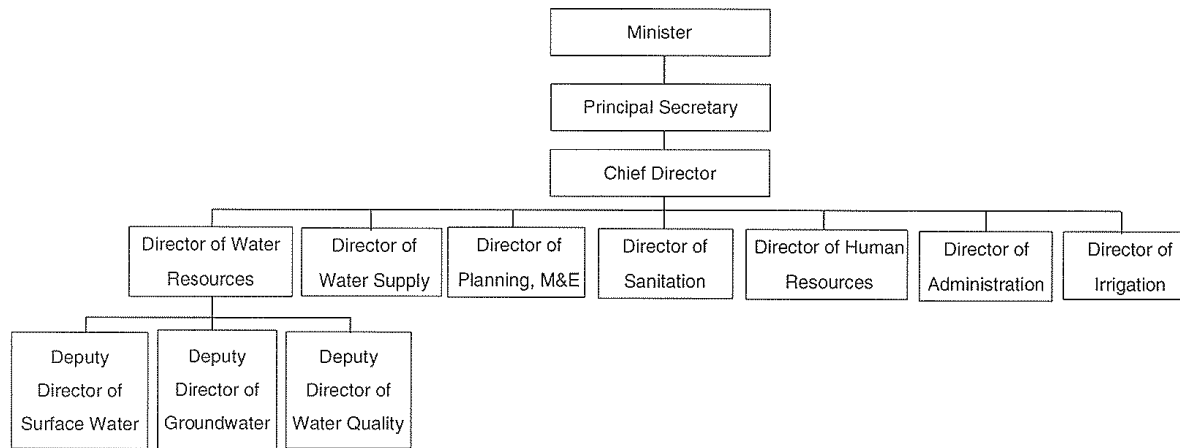 Minister
Principal Secretary
Chief Director
Director of Water
Resources
Director of
Water Supply
Director of
Planning, M&E
Director of
Sanitation
Director of Human
Resources
Director of
Administration
Director of
Irrigation
Deputy
Director of
Surface Water
Deputy
Director of
Groundwater
Deputy
Director of
Water Quality